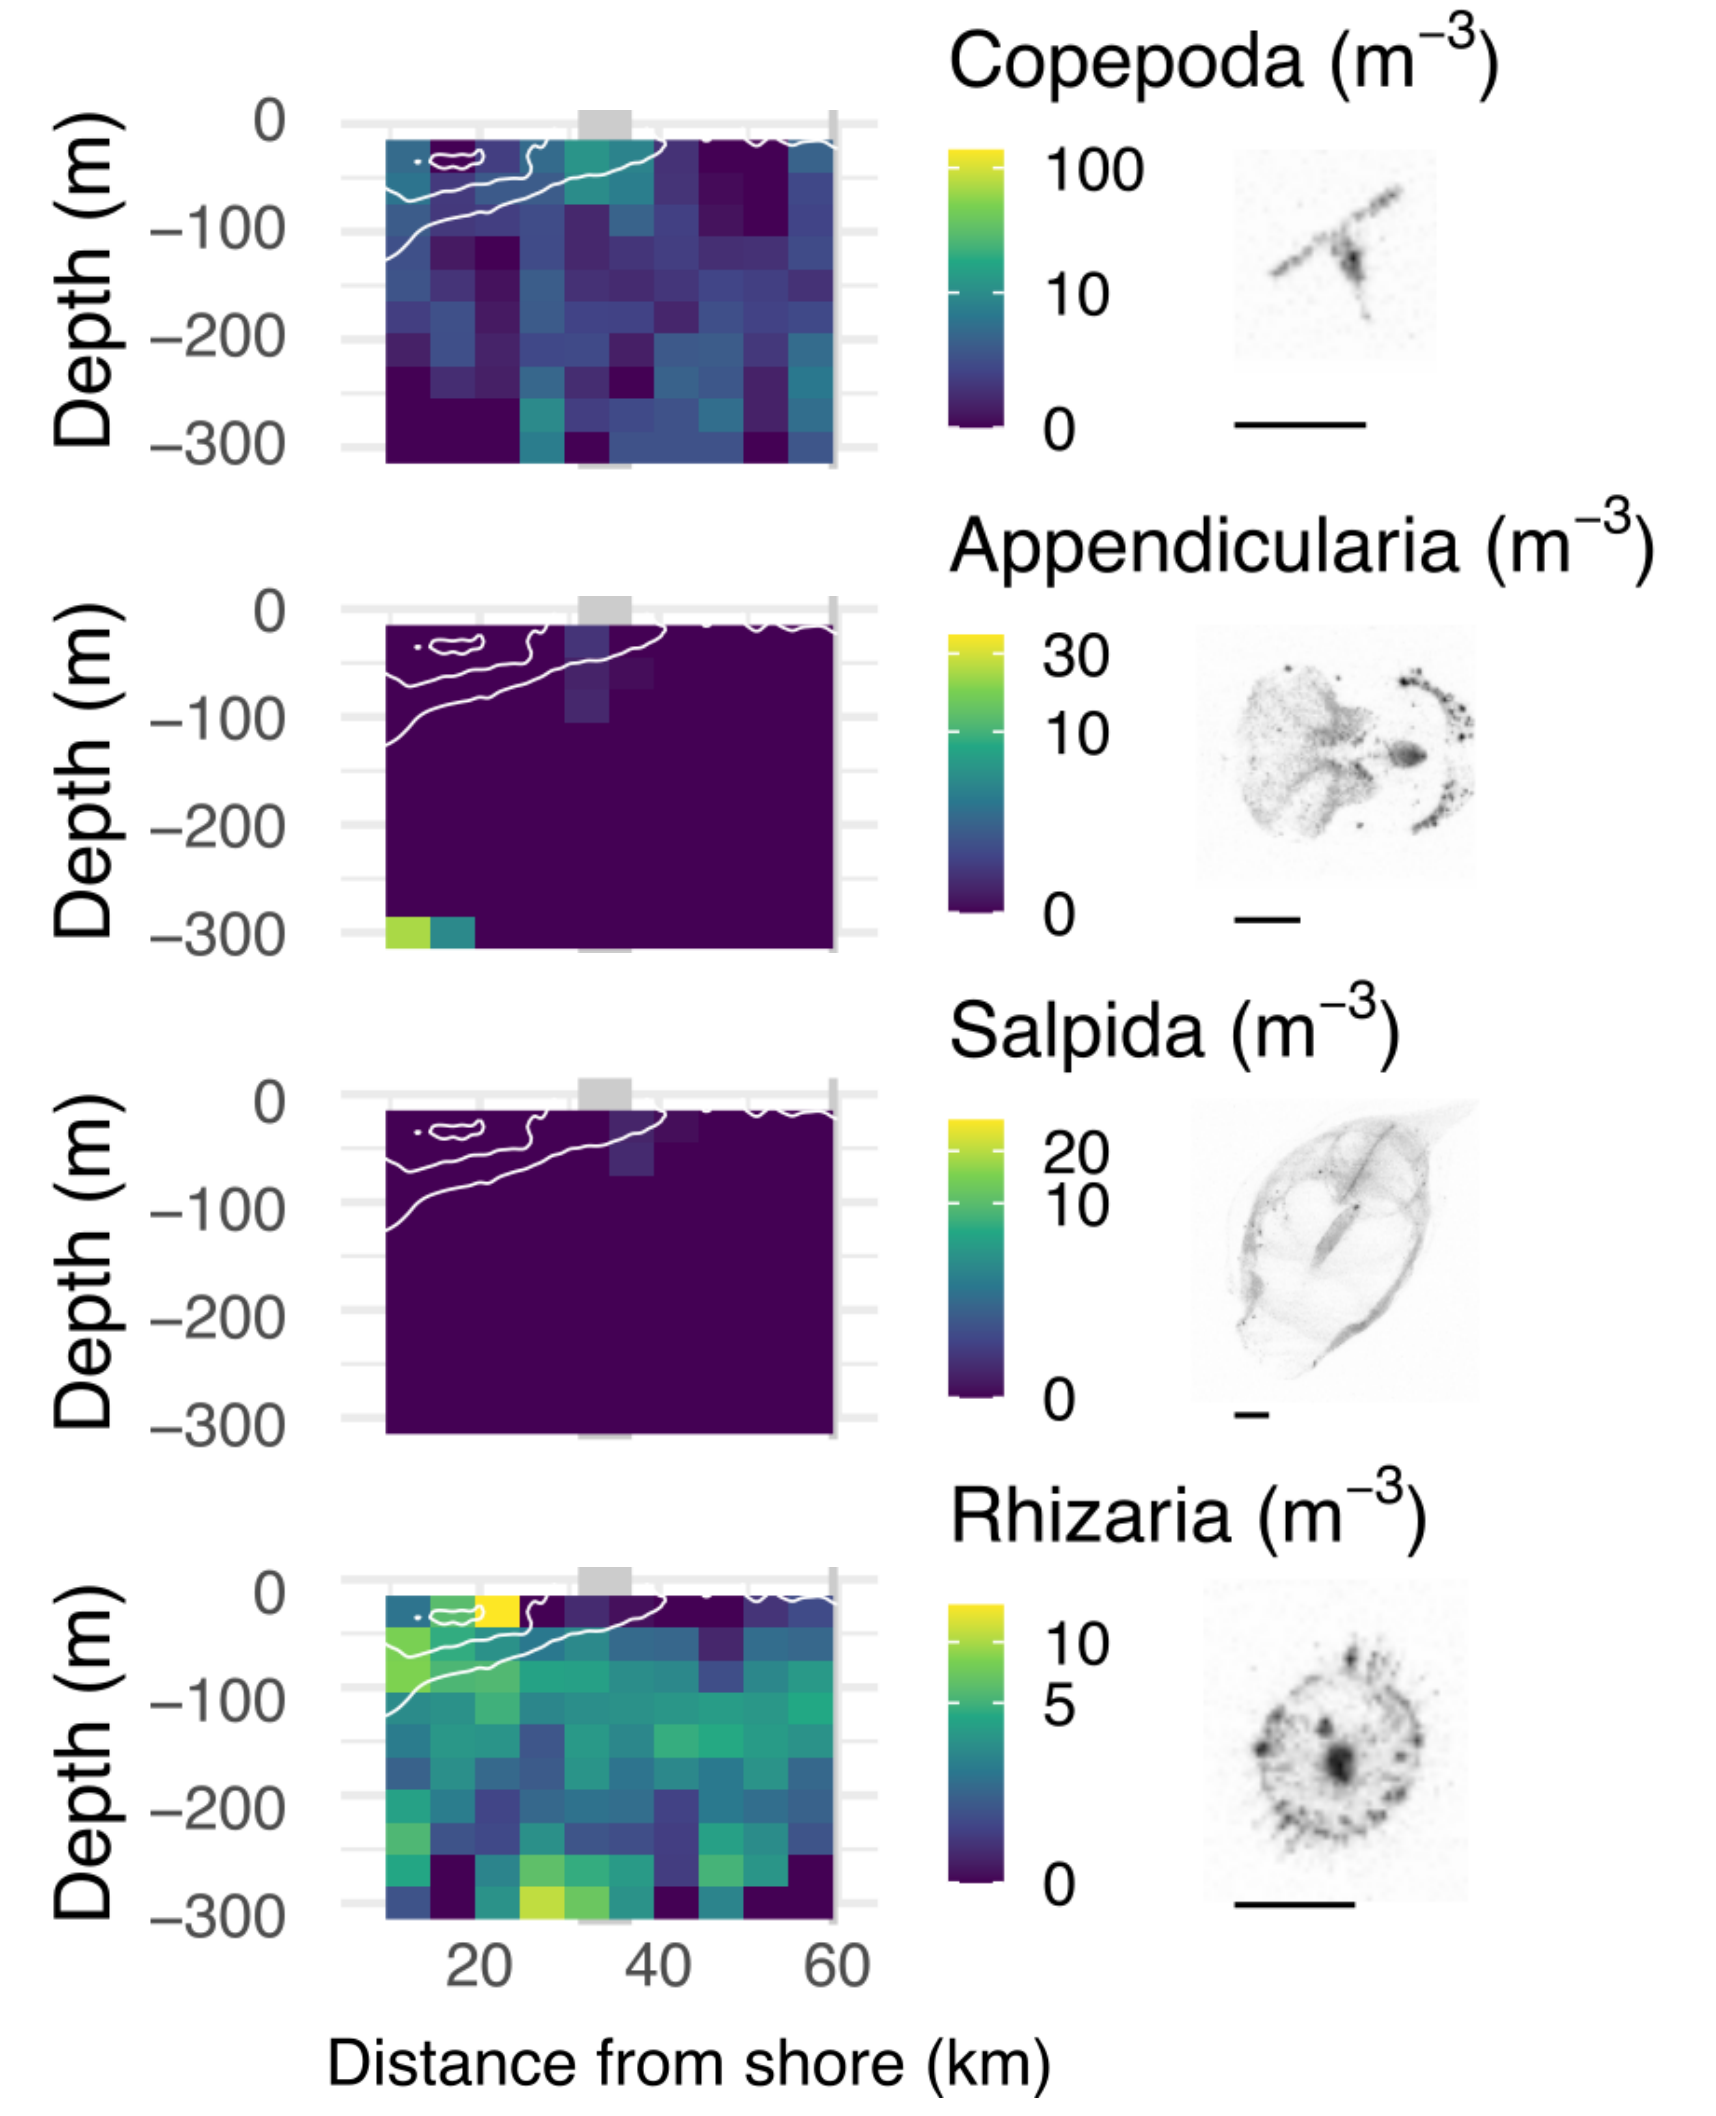 Copepoda (m⁻³)
Depth (m)
0
−100
−200
−300
100
10
0
Appendicularia (m⁻³)
Depth (m)
0
−100
−200
−300
30
10
0
Salpida (m⁻³)
Depth (m)
0
−100
−200
−300
20
10
0
Rhizaria (m⁻³)
Depth (m)
0
−100
−200
−300
10
5
0
20 40 60
Distance from shore (km)